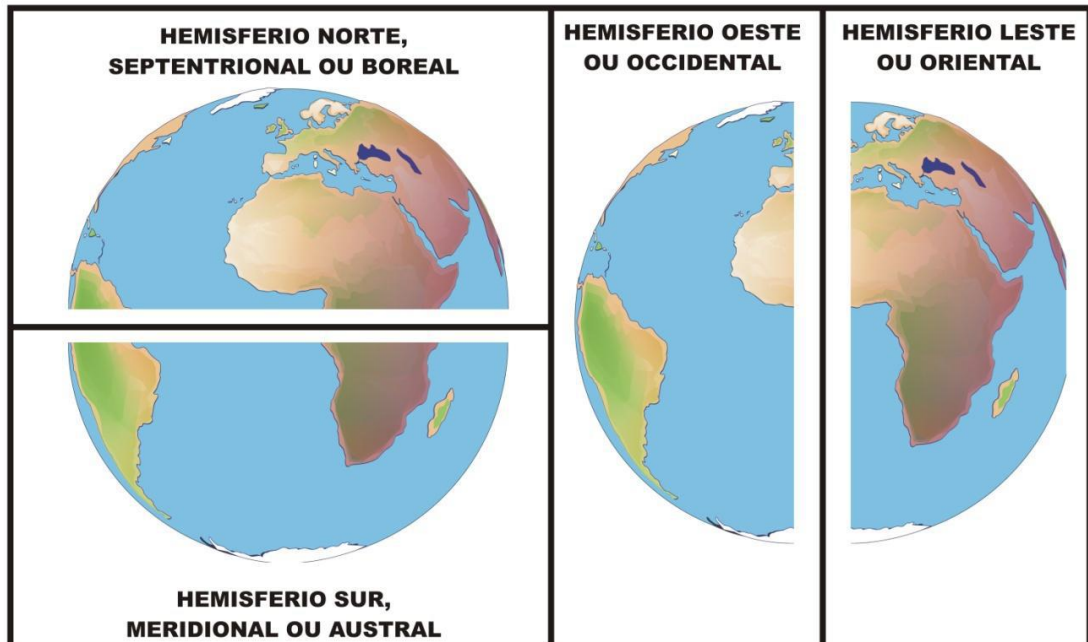 HEMISFERIO NORTE,
SEPTENTRIONAL OU BOREAL
HEMISFERIO SUR,
MERIDIONAL OU AUSTRAL
HEMISFERIO OESTE
OU OCCIDENTAL
HEMISFERIO LESTE
OU ORIENTAL